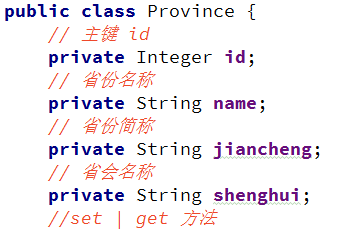 public class Province {
// 主键 id
private Integer id;
// 省份名称
private String name;
// 省份简称
private String jiancheng;
// 省会名称
private String shenghui;
//set | get 方法